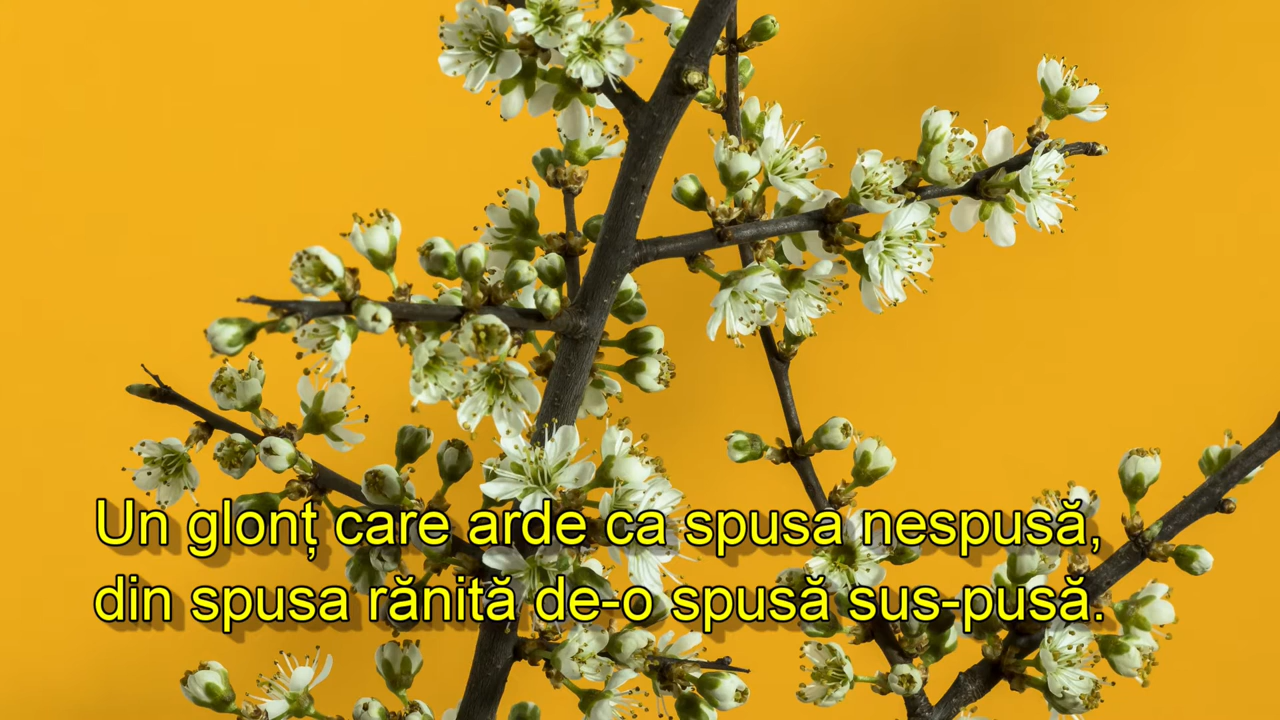 Un glonț care arde ca spusa nespusă,
din spusa rănită de-o spusă sus-pusă.